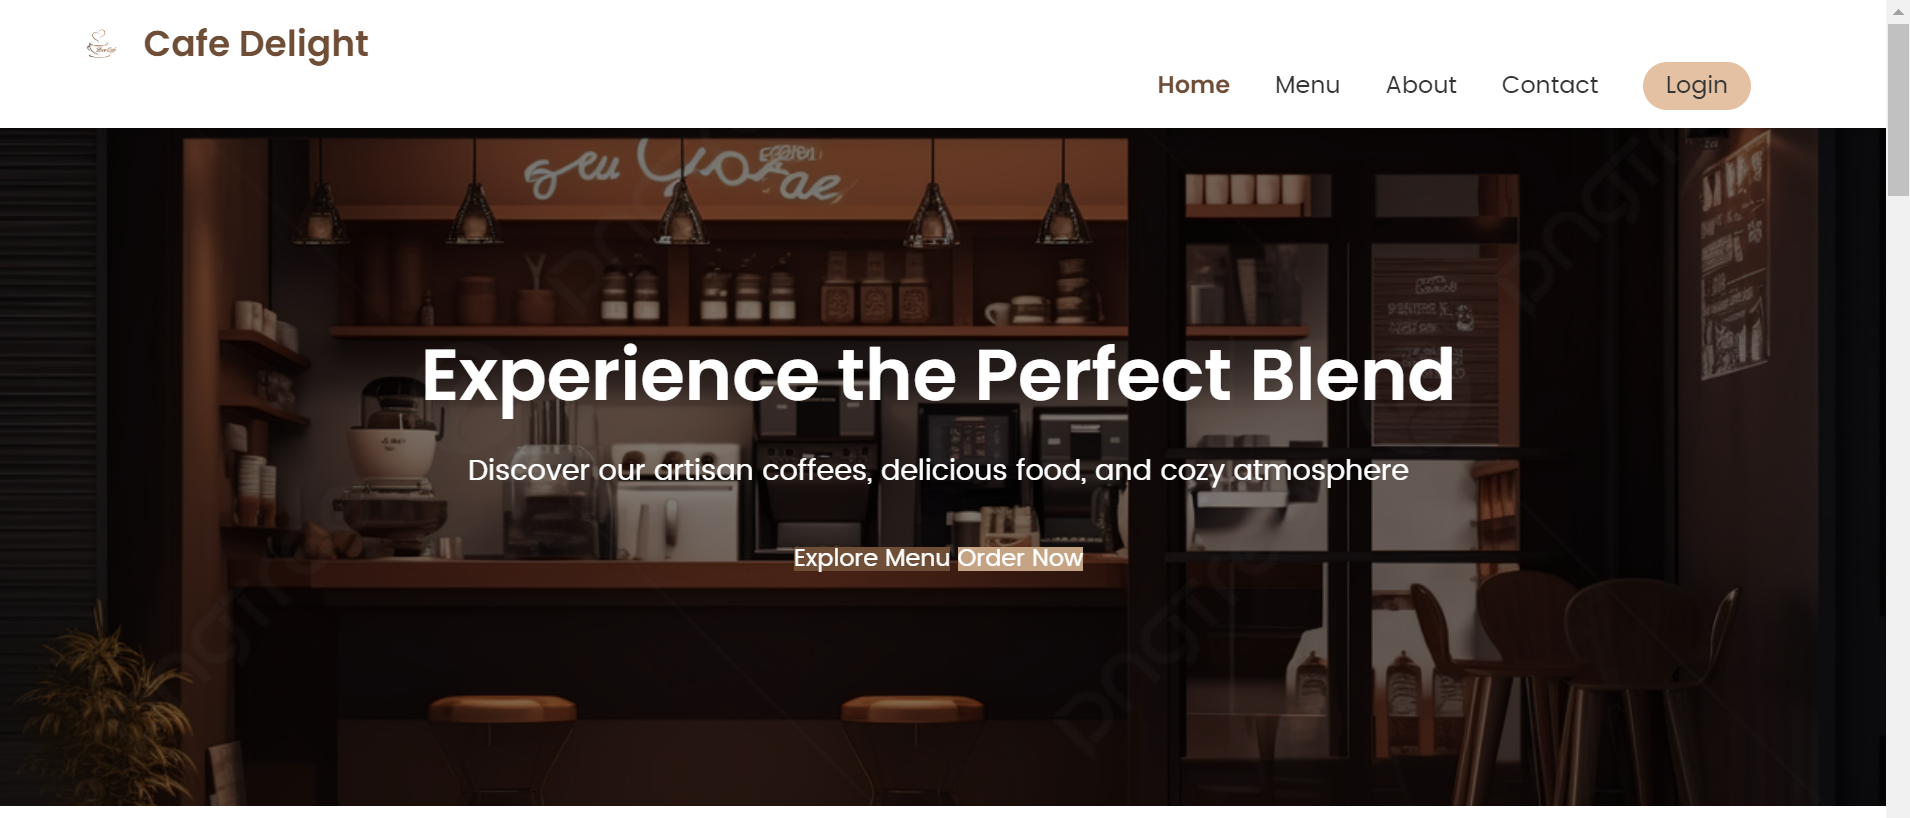 Cafe Delight
Home Menu About Contact Login
Experience the Perfect Blend
Discover our artisan coffees, delicious food, and cozy atmosphere
Explore Menu Order Now